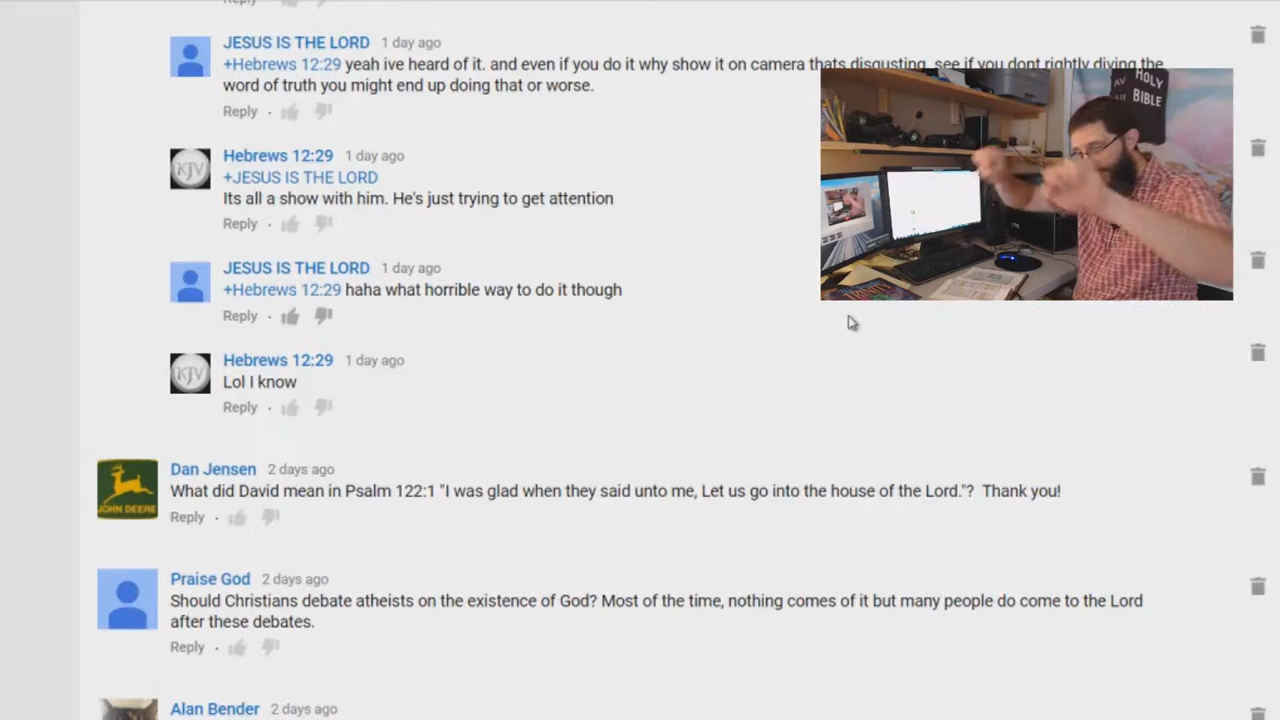 Reply
JESUS IS THE LORD 1 day ago
+Hebrews 12:29 yeah ive heard of it. and even if you do it why show it on camera thats disgusting. see if you dont rightly diving the
word of truth you might end up doing that or worse.
Reply ·
HOLY
BIBLE
AV
KJV
Hebrews 12:29 1 day ago
+JESUS IS THE LORD
Its all a show with him. He's just trying to get attention
Reply ·
JESUS IS THE LORD 1 day ago
+Hebrews 12:29 haha what horrible way to do it though
Reply ·
KJV
Hebrews 12:29 1 day ago
Lol I know
Reply ·
JOHN DEERE
Dan Jensen 2 days ago
What did David mean in Psalm 122:1 "I was glad when they said unto me, Let us go into the house of the Lord."? Thank you!
Reply ·
Praise God 2 days ago
Should Christians debate atheists on the existence of God? Most of the time, nothing comes of it but many people do come to the Lord
after these debates.
Reply ·
Alan Bender 2 days ago